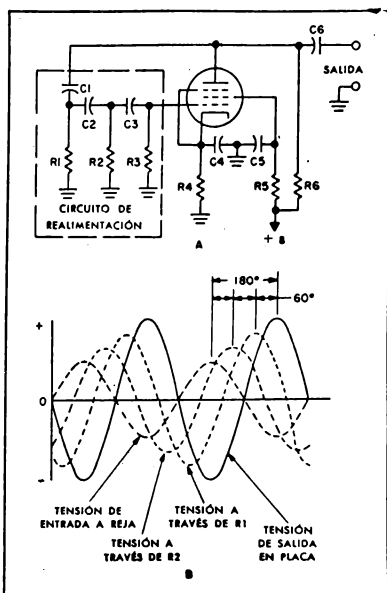 C6
SALIDA
C1
C2
C3
R1
R2
R3
C4
C5
R4
R5
R6
CIRCUITO DE
REALIMENTACIÓN
A
+ B
180°
60°
+
0
-
TENSIÓN DE
ENTRADA A REJA
TENSIÓN A
TRAVÉS DE R2
TENSIÓN A
TRAVÉS DE R1
TENSIÓN
DE SALIDA
EN PLACA
B